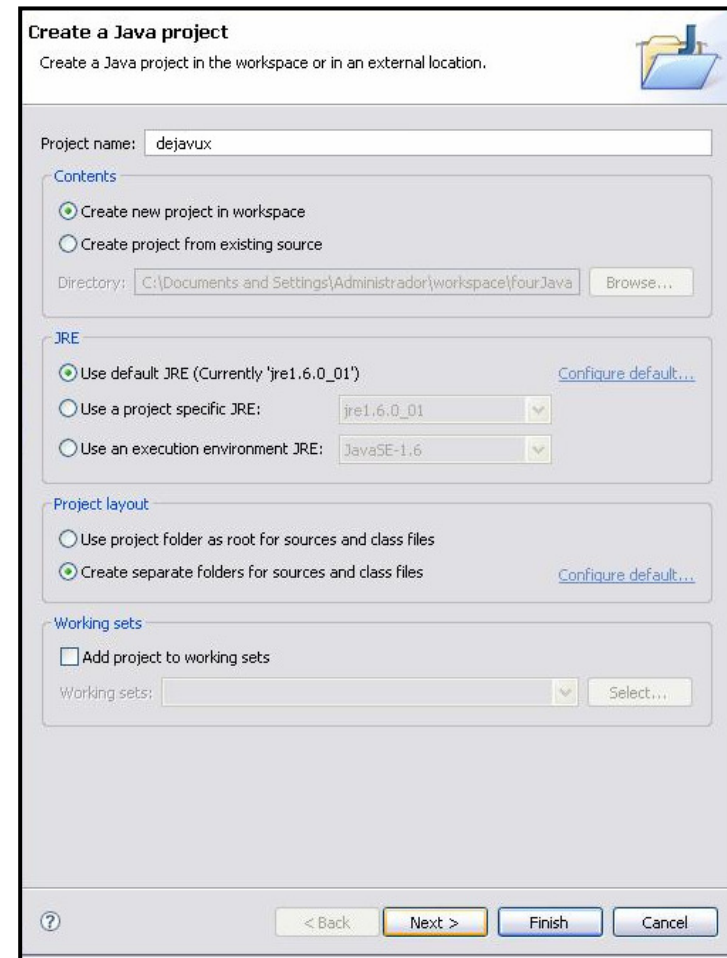 Create a Java project
Create a Java project in the workspace or in an external location.
Project name: dejavux
Contents
Create new project in workspace
Create project from existing source
Directory: C:\Documents and Settings\Administrador\workspace\fourJava Browse...
JRE
Use default JRE (Currently 'jre1.6.0_01') Configure default...
Use a project specific JRE: jre1.6.0_01
Use an execution environment JRE: JavaSE-1.6
Project layout
Use project folder as root for sources and class files
Create separate folders for sources and class files Configure default...
Working sets
Add project to working sets
Working sets: Select...
? < Back Next > Finish Cancel